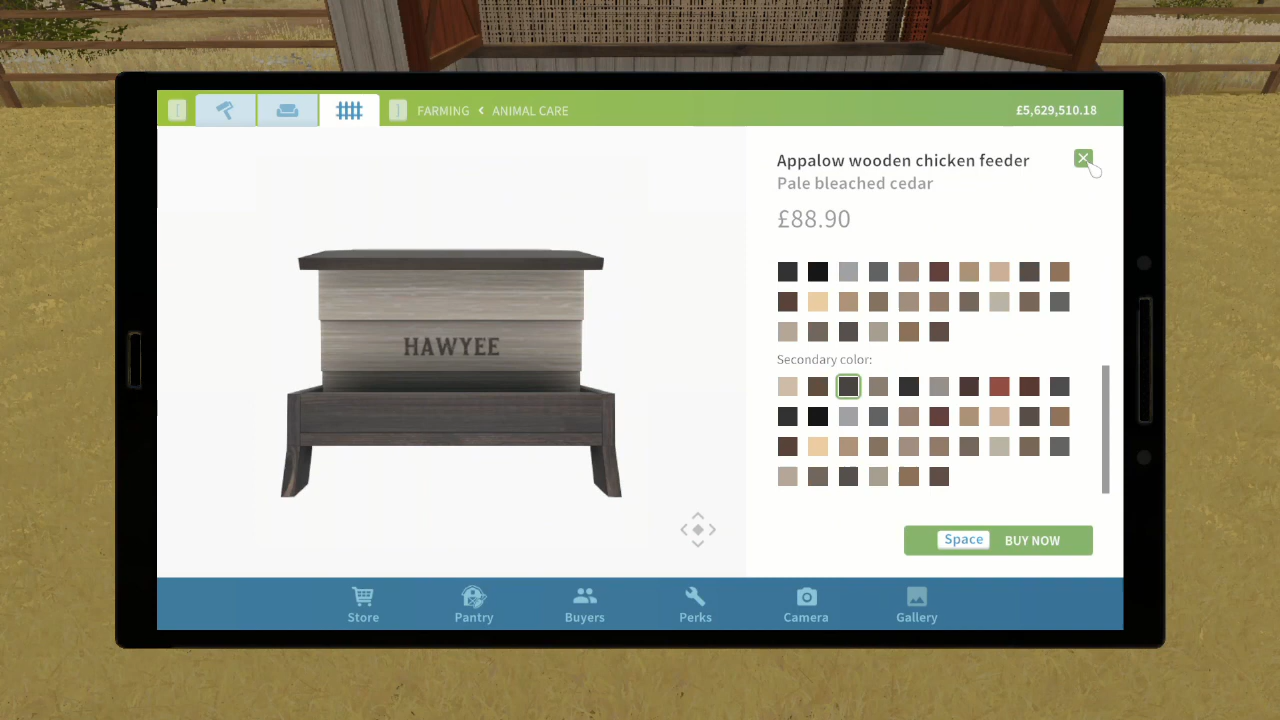 [
]
FARMING < ANIMAL CARE
£5,629,510.18
Appalow wooden chicken feeder
Pale bleached cedar
£88.90
HAWYEE
Secondary color:
Space BUY NOW
Store
Pantry
Buyers
Perks
Camera
Gallery